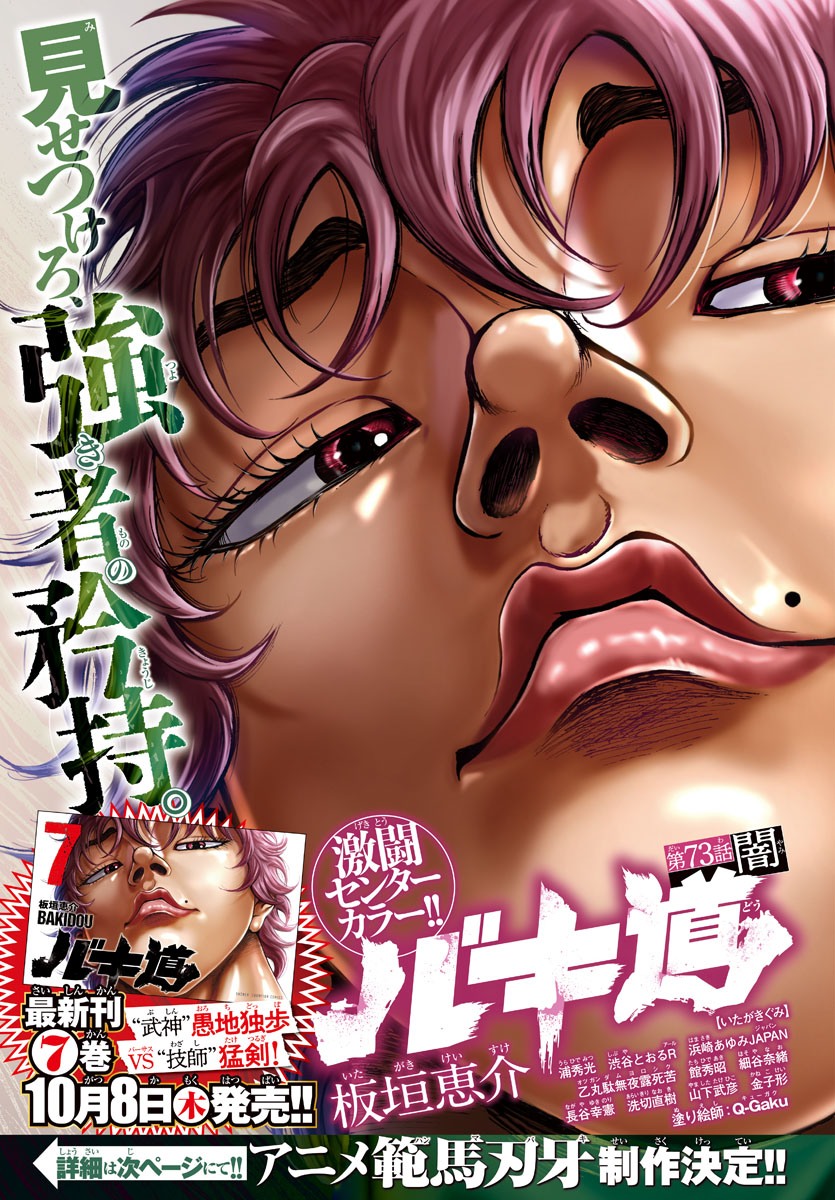 見せつけろ、
強き者の
矜持。
激闘
センター
カラー!!
第73話 闇
バキ道
板垣恵介
【いたがきぐみ】
浦秀光 渋谷とおるR 浜崎あゆみJAPAN
乙丸駄無夜露死苦 館秀昭 細谷奈緒
長谷幸憲 洗切直樹 山下武彦 金子形
塗り絵師:Q-Gaku
7
板垣恵介
BAKIDOU
バキ道
最新刊
7巻
“武神”愚地独歩
VS“技師”猛剣!
10月8日木発売!!
詳細は次ページにて!! アニメ範馬刃牙 制作決定!!